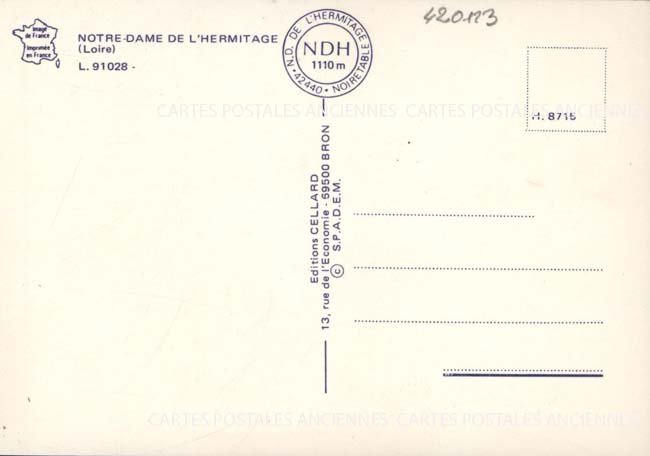 Image
de France
Imprimée
en France
NOTRE-DAME DE L'HERMITAGE
(Loire)
L. 91028 -
N.D. DE L'HERMITAGE
NDH
1110 m
• 42440 • NOIRETABLE
420113
H. 8715
CARTES POSTALES ANCIENNES CARTES POSTALES ANCIENNES
Editions CELLARD
13, rue de l'Economie - 69500 BRON
© S.P.A.D.E.M.
CARTES POSTALES ANCIENNES CARTES POSTALES ANCIENNES